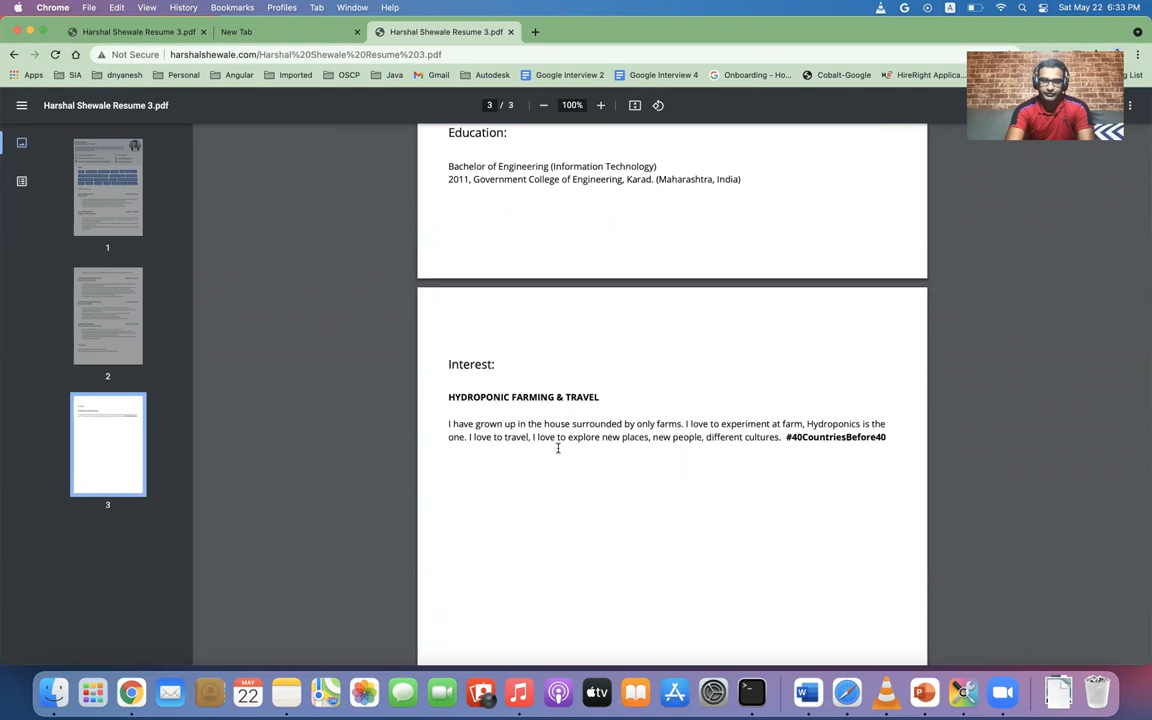 Chrome File Edit View History Bookmarks Profiles Tab Window Help A Sat May 22 6:33 PM
Harshal Shewale Resume 3.pdf New Tab Harshal Shewale Resume 3.pdf
Not Secure harshalshewale.com/Harshal%20Shewale%20Resume%203.pdf
Apps SIA dnyanesh Personal Angular Imported OSCP Java Gmail Autodesk Google Interview 2 Google Interview 4 Onboarding - Ho... Cobalt-Google HireRight Applica... ng List
Harshal Shewale Resume 3.pdf 3 / 3 100%
Education:
Bachelor of Engineering (Information Technology)
2011, Government College of Engineering, Karad. (Maharashtra, India)
1
2
3
Interest:
HYDROPONIC FARMING & TRAVEL
I have grown up in the house surrounded by only farms. I love to experiment at farm, Hydroponics is the
one. I love to travel, I love to explore new places, new people, different cultures. #40CountriesBefore40
MAY
22
tv